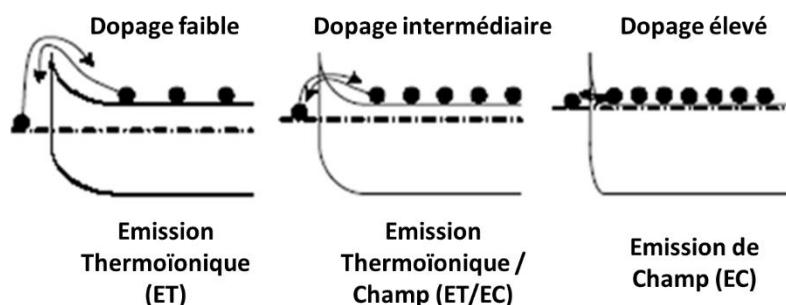 Dopage faible
Dopage intermédiaire
Dopage élevé
Emission
Thermoïonique
(ET)
Emission
Thermoïonique /
Champ (ET/EC)
Emission de
Champ (EC)